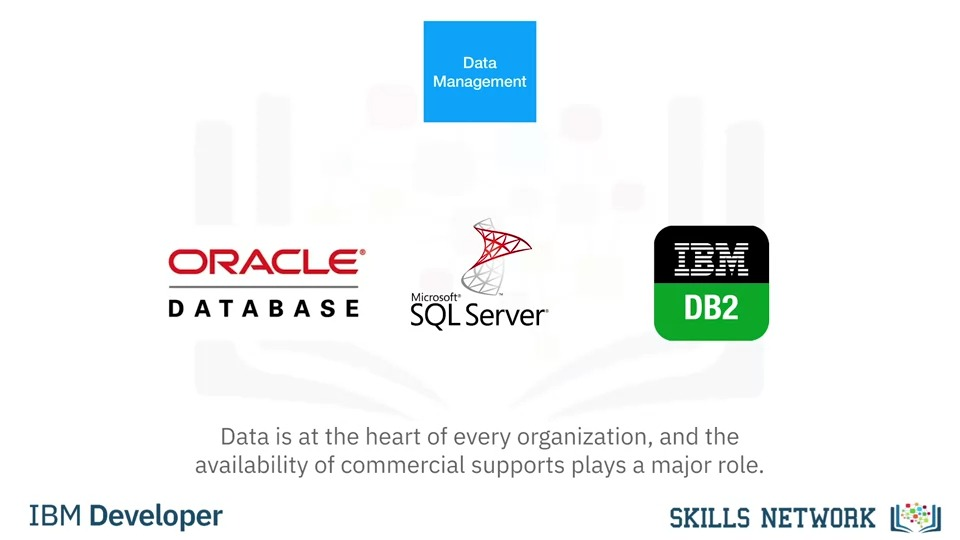 Data
Management
ORACLE®
DATABASE
Microsoft®
SQL Server®
IBM
DB2
Data is at the heart of every organization, and the
availability of commercial supports plays a major role.
IBM Developer
SKILLS NETWORK